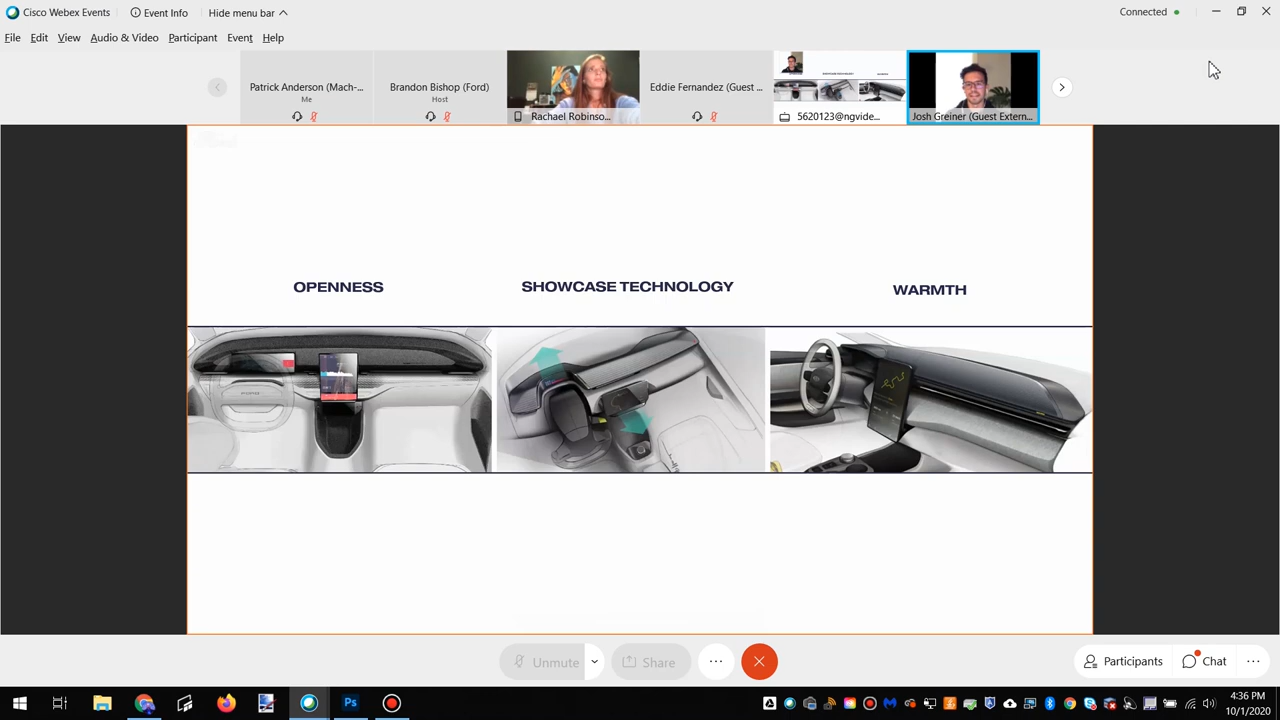 Cisco Webex Events
Event Info
Hide menu bar
Connected
File Edit View Audio & Video Participant Event Help
Patrick Anderson (Mach-...
Me
Brandon Bishop (Ford)
Host
Rachael Robinso...
Eddie Fernandez (Guest ...
5620123@ngvide...
Josh Greiner (Guest Extern...
OPENNESS
SHOWCASE TECHNOLOGY
WARMTH
Unmute
Share
Participants
Chat
4:36 PM
10/1/2020